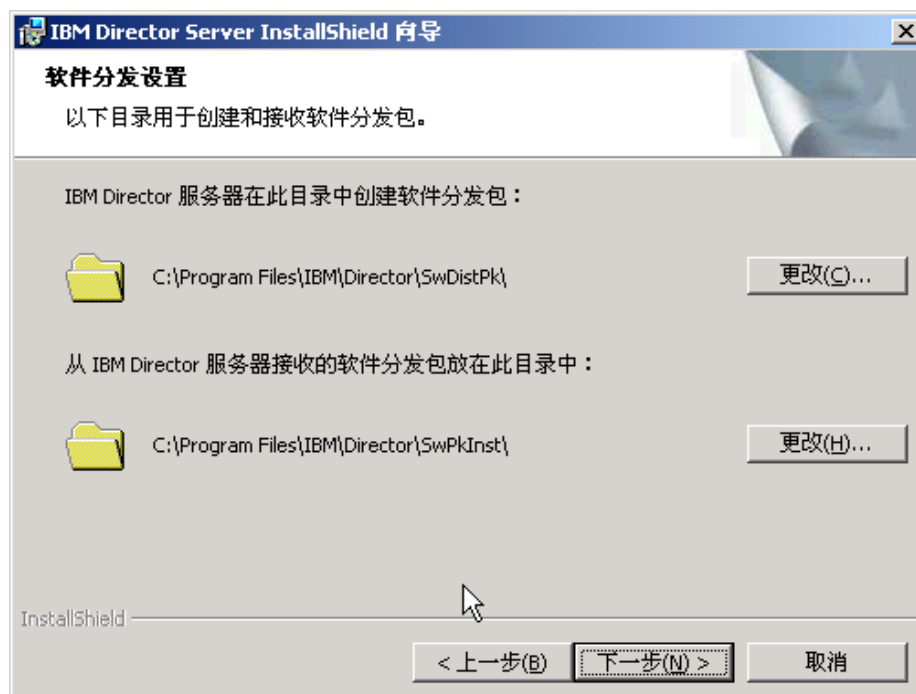 IBM Director Server InstallShield 向导
软件分发设置
以下目录用于创建和接收软件分发包。
IBM Director 服务器在此目录中创建软件分发包：
C:\Program Files\IBM\Director\SwDistPk\
更改(C)...
从 IBM Director 服务器接收的软件分发包放在此目录中：
C:\Program Files\IBM\Director\SwPkInst\
更改(H)...
InstallShield
< 上一步(B) 下一步(N) > 取消